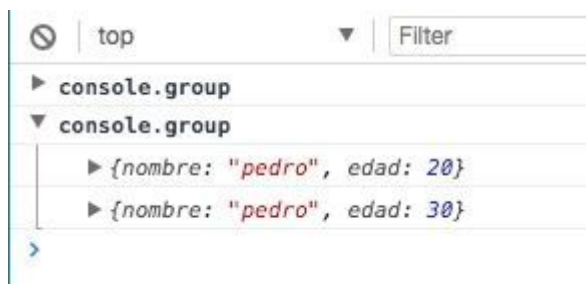 top Filter
console.group
console.group
{nombre: "pedro", edad: 20}
{nombre: "pedro", edad: 30}